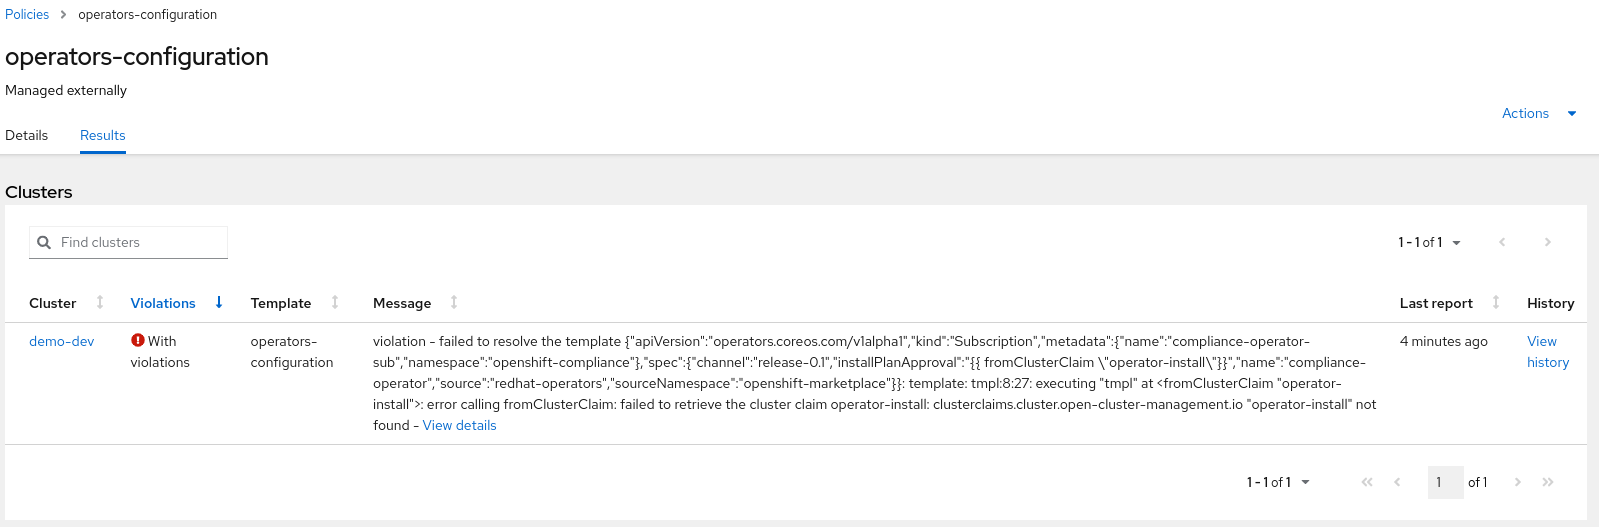 Policies > operators-configuration
operators-configuration
Managed externally
Actions
Details Results
Clusters
Find clusters
1 - 1 of 1
Cluster Violations Template Message Last report History
demo-dev With violations operators-configuration
violation - failed to resolve the template {"apiVersion":"operators.coreos.com/v1alpha1","kind":"Subscription","metadata":{"name":"compliance-operator-
sub","namespace":"openshift-compliance"},"spec":{"channel":"release-0.1","installPlanApproval":"{{ fromClusterClaim \"operator-install\"}}","name":"compliance-
operator","source":"redhat-operators","sourceNamespace":"openshift-marketplace"}}: template: tmpl:8:27: executing "tmpl" at <fromClusterClaim "operator-
install">: error calling fromClusterClaim: failed to retrieve the cluster claim operator-install: clusterclaims.cluster.open-cluster-management.io "operator-install" not
found - View details
4 minutes ago
View history
1 - 1 of 1
1 of 1